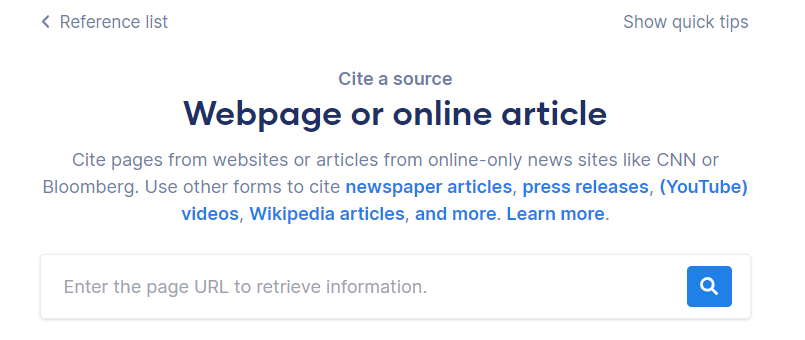 Reference list
Show quick tips
Cite a source
Webpage or online article
Cite pages from websites or articles from online-only news sites like CNN or
Bloomberg. Use other forms to cite newspaper articles, press releases, (YouTube)
videos, Wikipedia articles, and more. Learn more.
Enter the page URL to retrieve information.